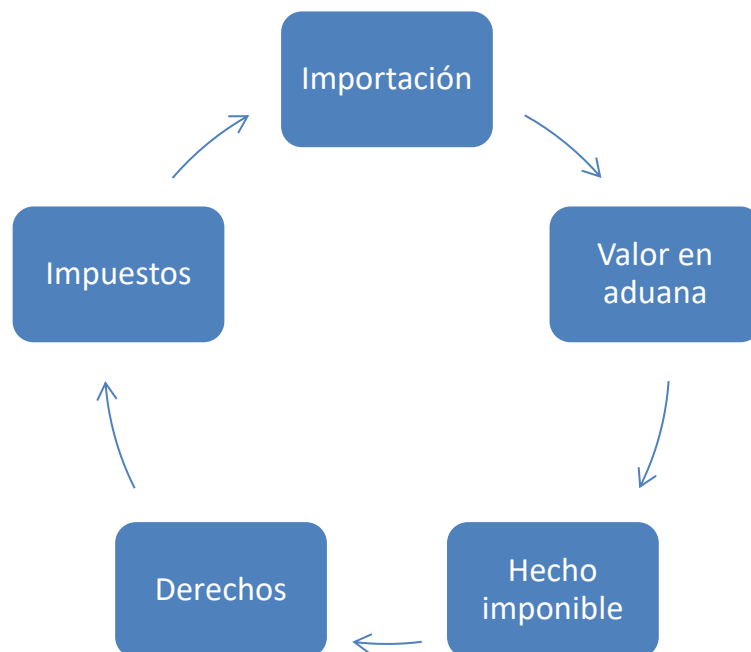 Importación
Valor en
aduana
Hecho
imponible
Derechos
Impuestos